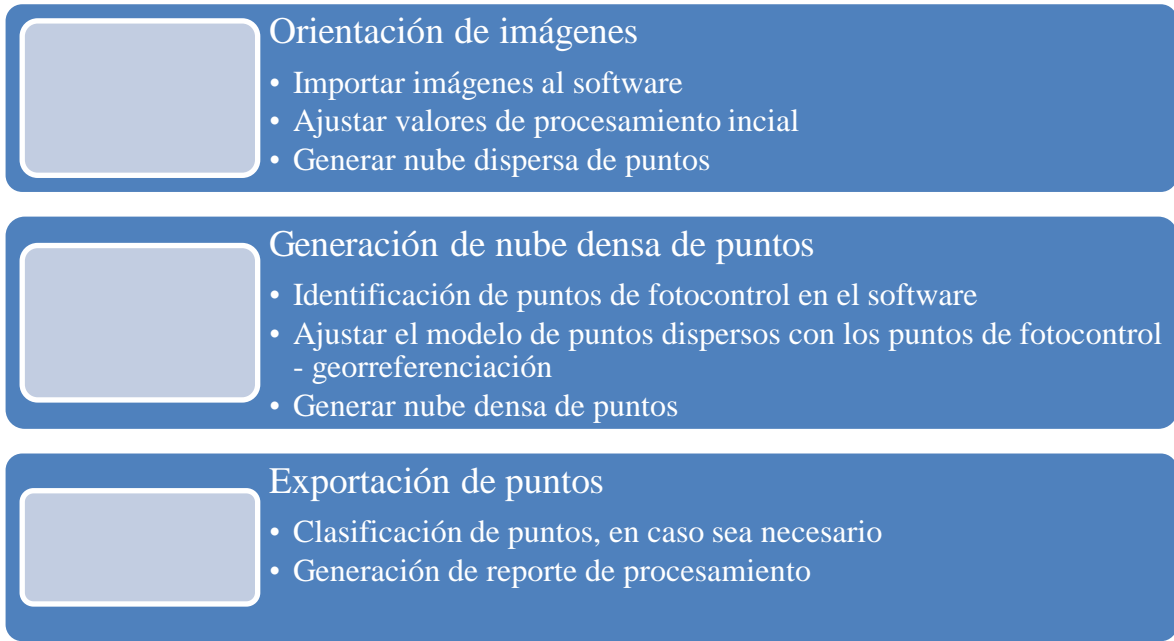 Orientación de imágenes
• Importar imágenes al software
• Ajustar valores de procesamiento incial
• Generar nube dispersa de puntos
Generación de nube densa de puntos
• Identificación de puntos de fotocontrol en el software
• Ajustar el modelo de puntos dispersos con los puntos de fotocontrol
- georreferenciación
• Generar nube densa de puntos
Exportación de puntos
• Clasificación de puntos, en caso sea necesario
• Generación de reporte de procesamiento